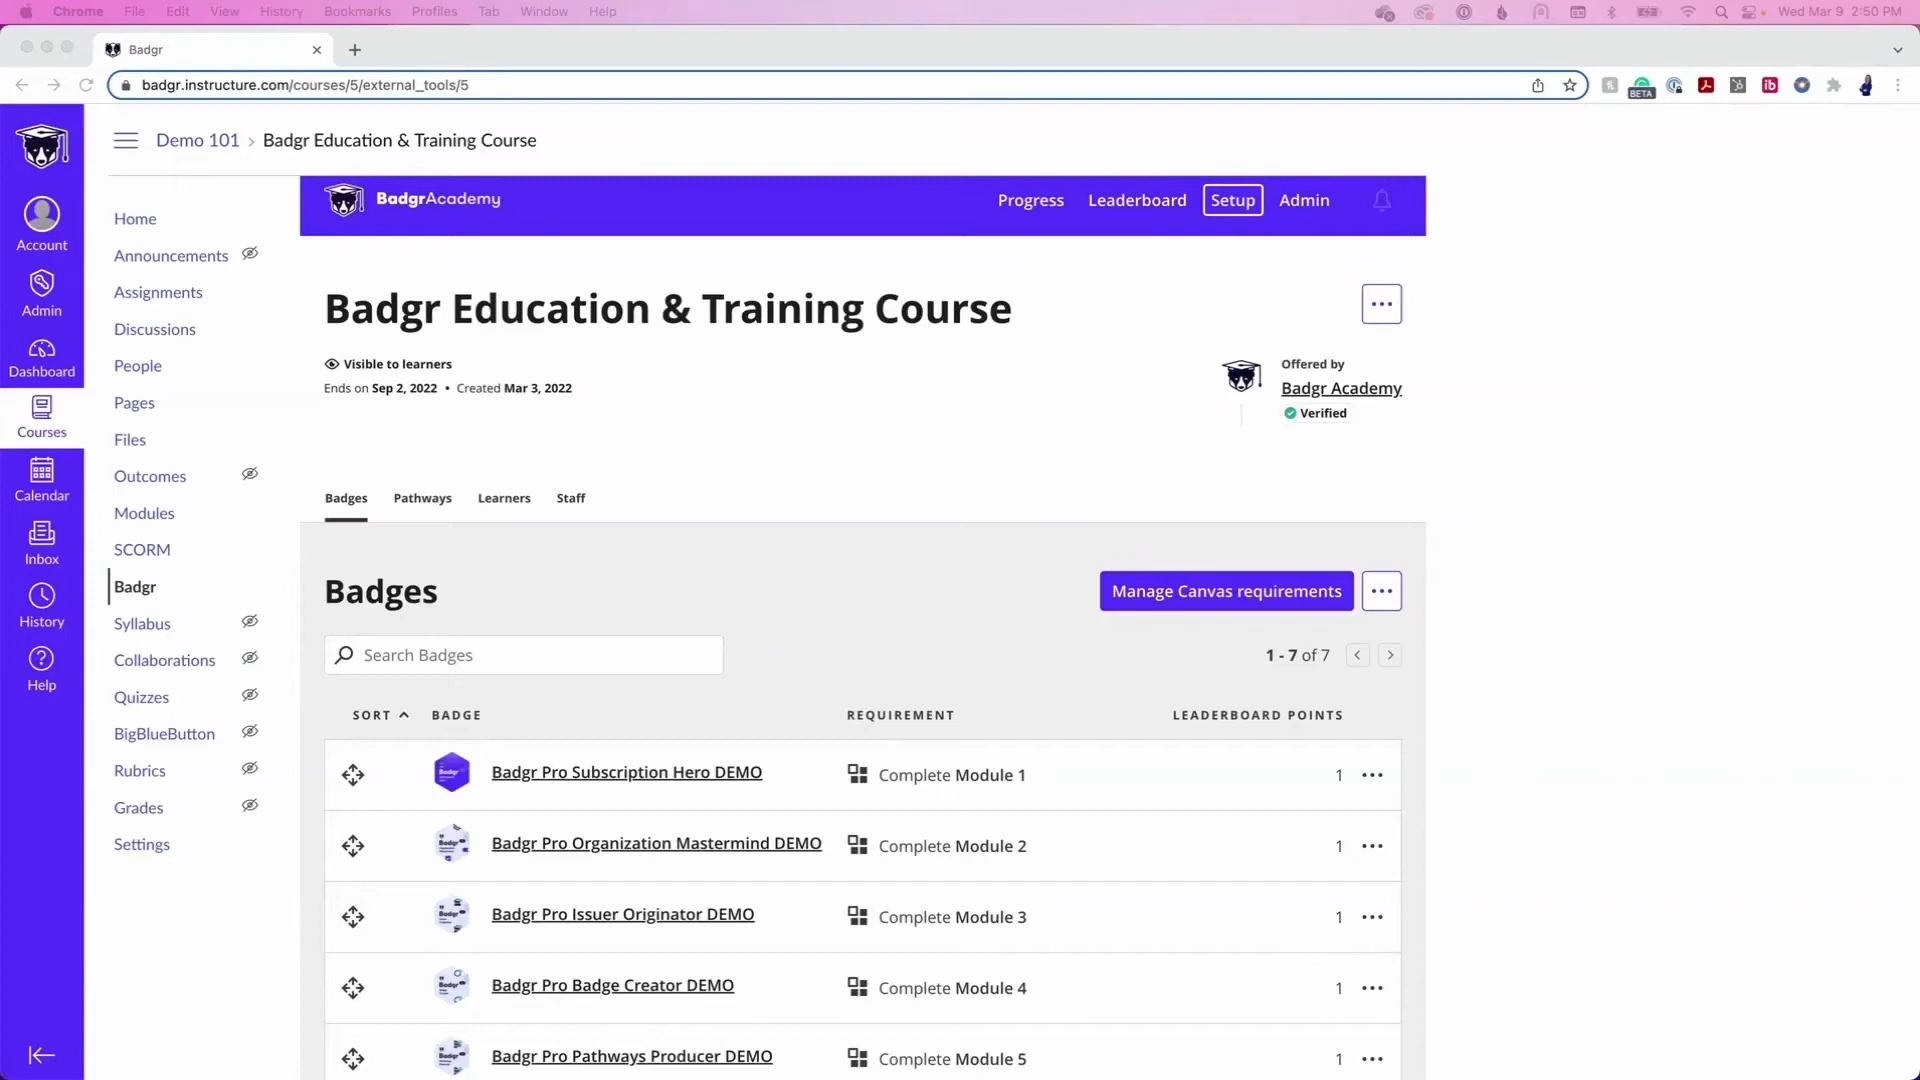 Chrome File Edit View History Bookmarks Profiles Tab Window Help Wed Mar 9 2:50 PM
Badgr
badgr.instructure.com/courses/5/external_tools/5
BETA
Demo 101 > Badgr Education & Training Course
Account
Admin
Dashboard
Courses
Calendar
Inbox
History
Help
Home
Announcements
Assignments
Discussions
People
Pages
Files
Outcomes
Modules
SCORM
Badgr
Syllabus
Collaborations
Quizzes
BigBlueButton
Rubrics
Grades
Settings
BadgrAcademy Progress Leaderboard Setup Admin
Badgr Education & Training Course
Visible to learners
Ends on Sep 2, 2022 • Created Mar 3, 2022
Offered by
Badgr Academy
Verified
Badges Pathways Learners Staff
Badges
Manage Canvas requirements
Search Badges
1 - 7 of 7
SORT BADGE REQUIREMENT LEADERBOARD POINTS
Badgr Pro Subscription Hero DEMO Complete Module 1 1
Badgr Pro Organization Mastermind DEMO Complete Module 2 1
Badgr Pro Issuer Originator DEMO Complete Module 3 1
Badgr Pro Badge Creator DEMO Complete Module 4 1
Badgr Pro Pathways Producer DEMO Complete Module 5 1